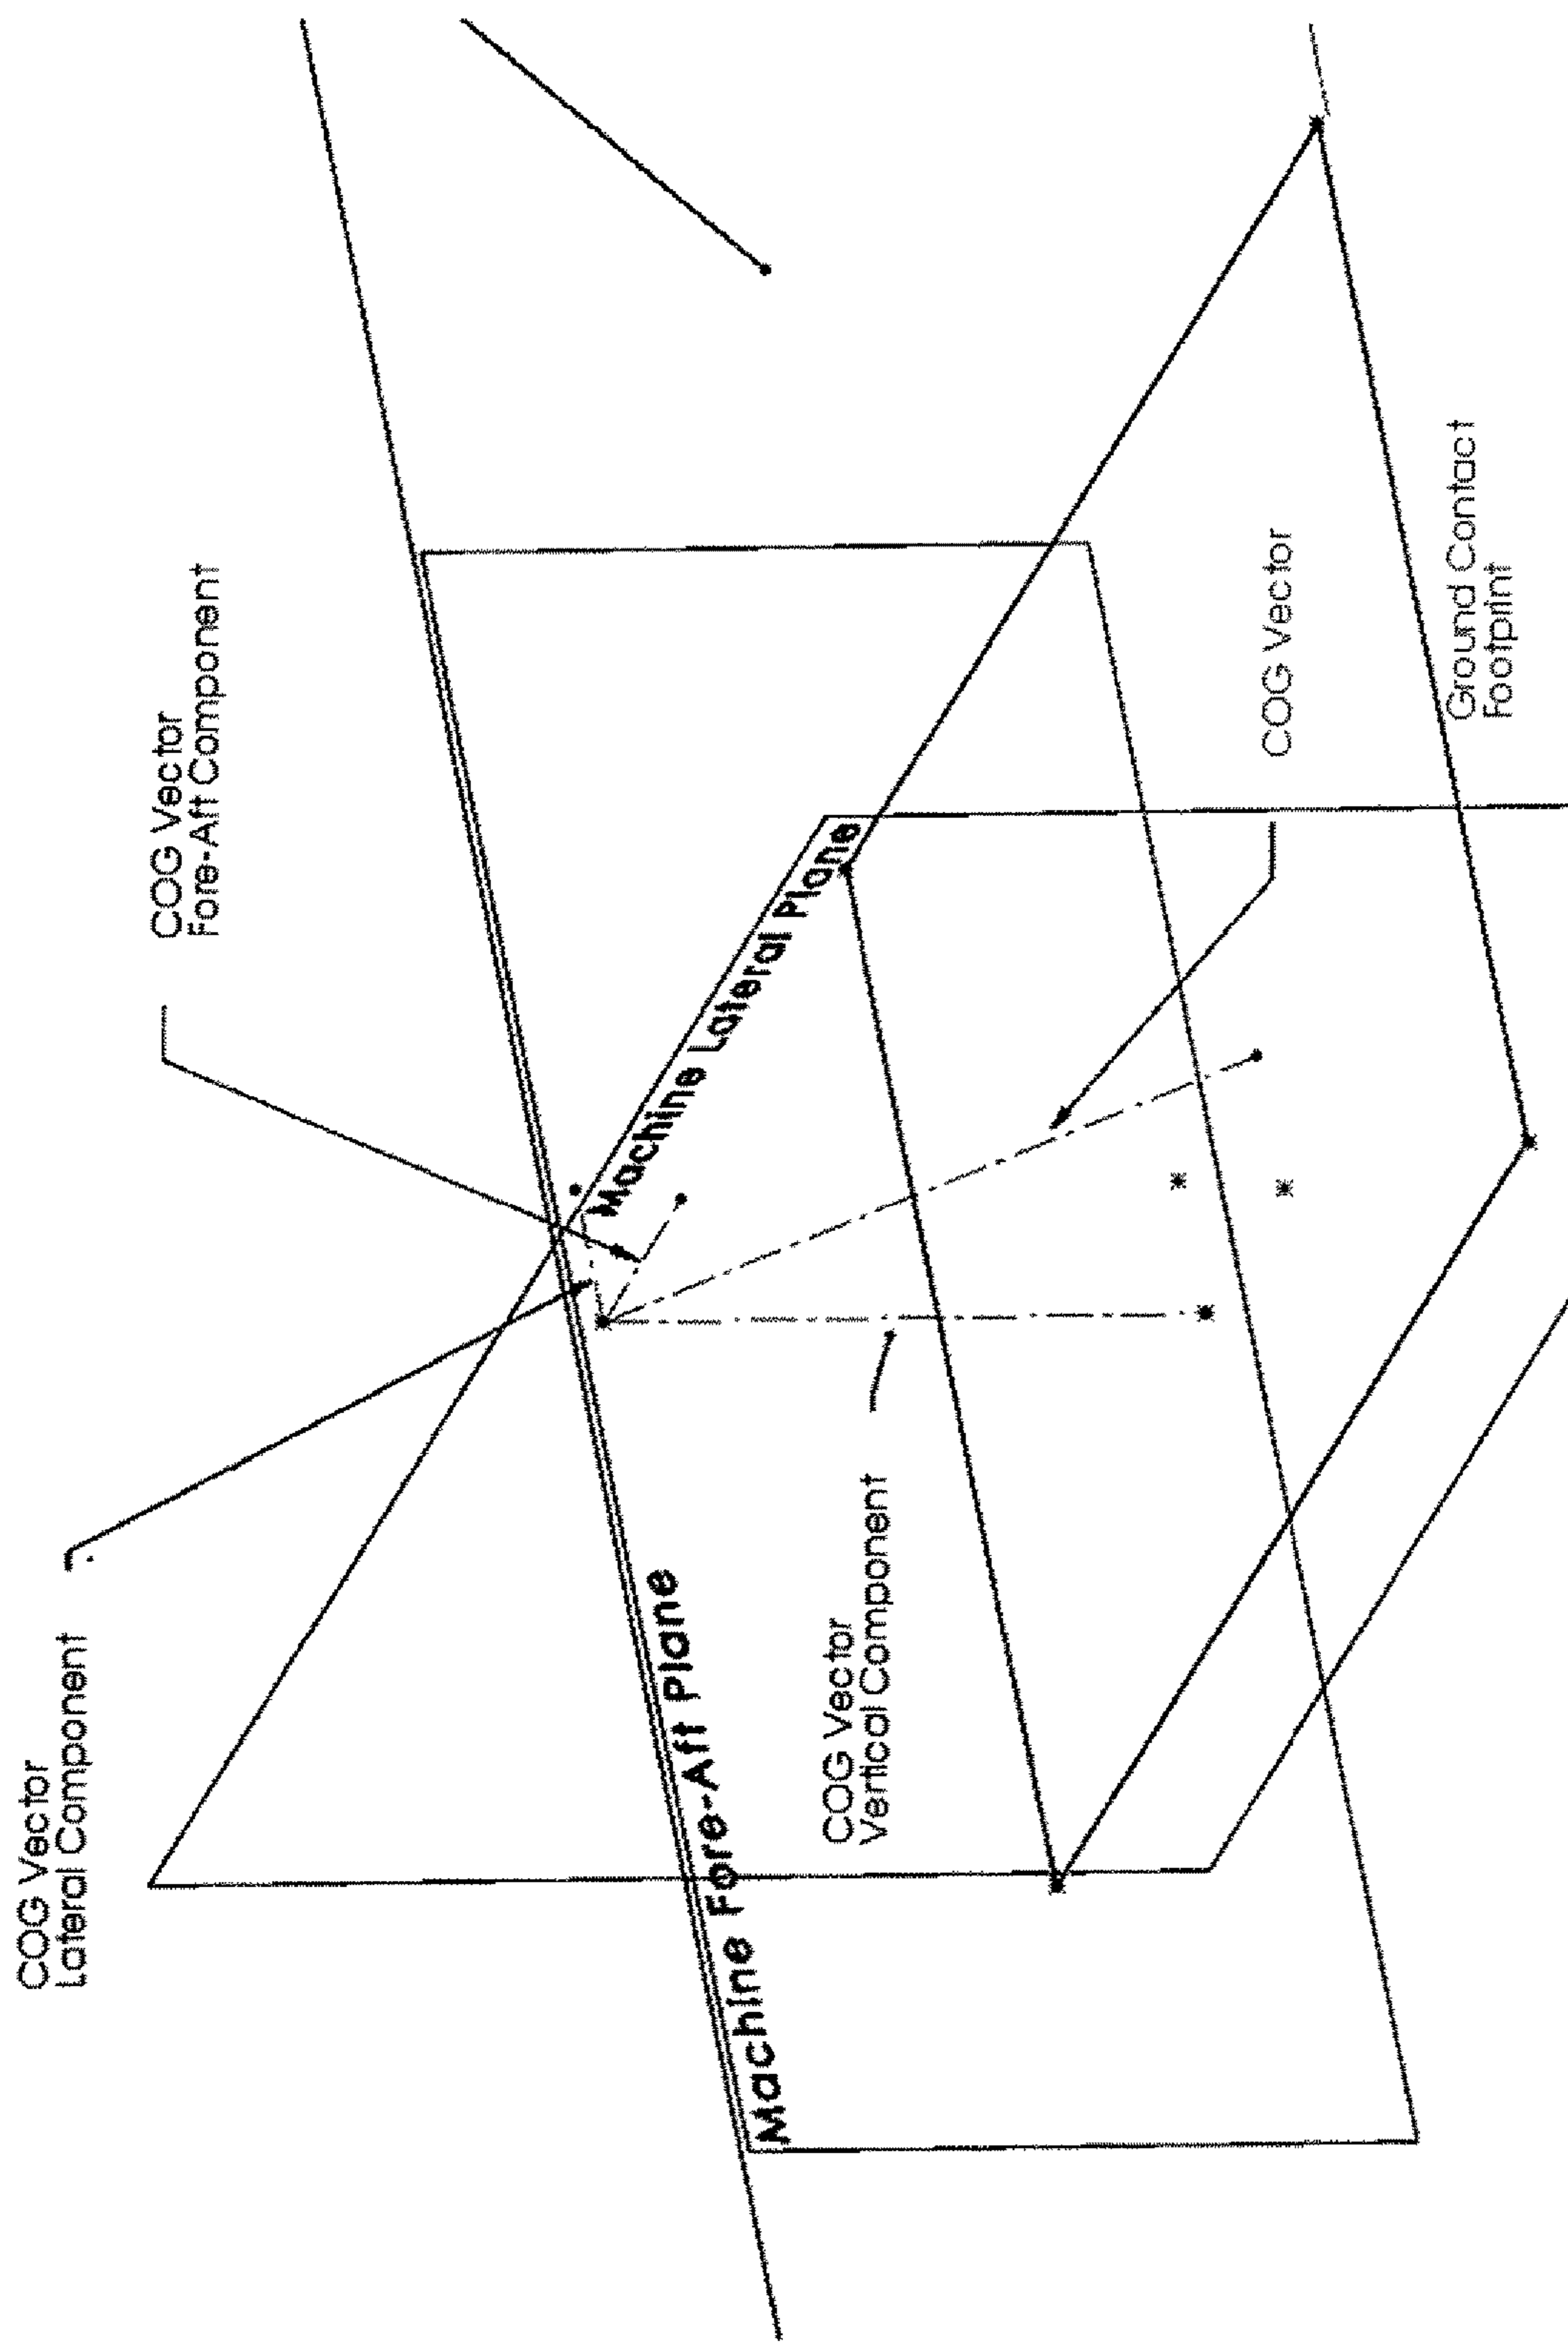 COG Vector
Lateral Component
COG Vector
Fore-Aft Component
Machine Fore-Aft Plane
Machine Lateral Plane
COG Vector
Vertical Component
COG Vector
Ground Contact
Footprint